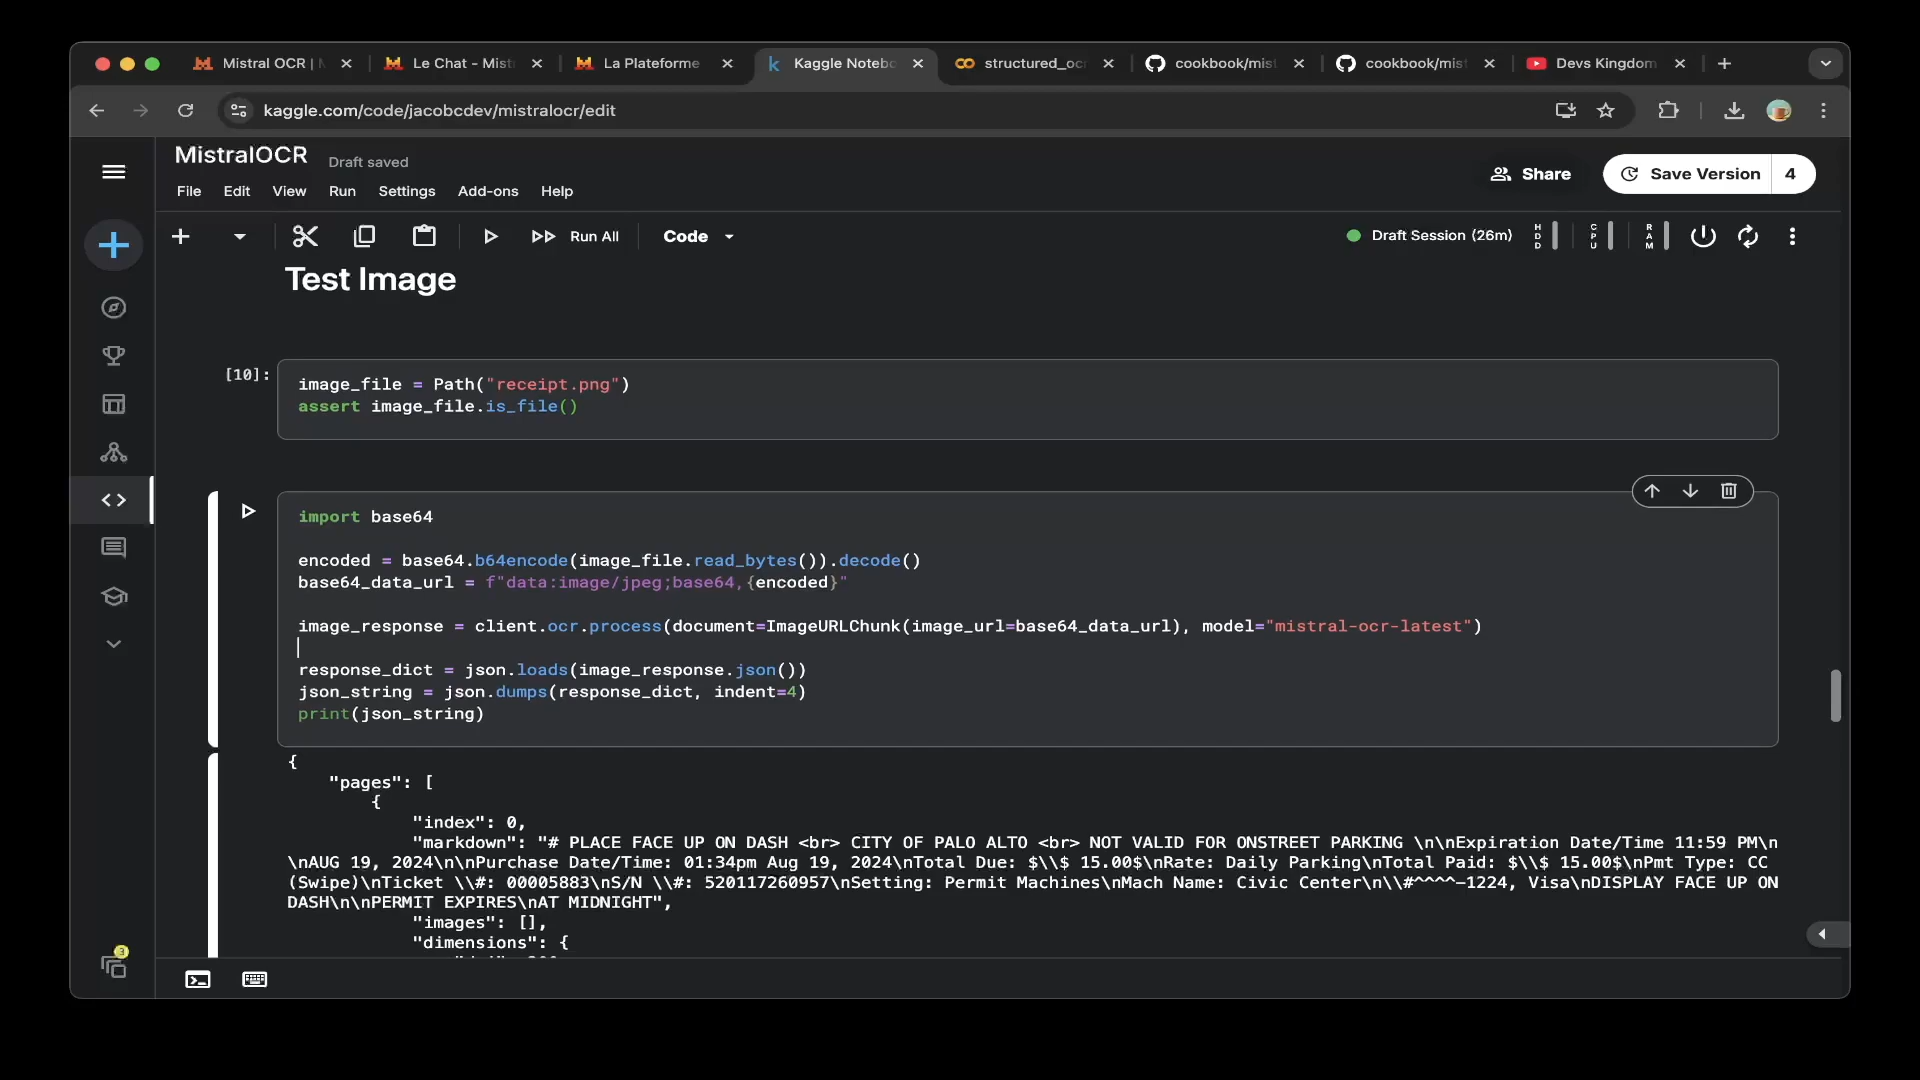 Mistral OCR |
Le Chat - Mist
La Plateforme
Kaggle Notebo
structured_oc
cookbook/mist
cookbook/mist
Devs Kingdom
kaggle.com/code/jacobcdev/mistralocr/edit
MistralOCR
Draft saved
File Edit View Run Settings Add-ons Help
Share
Save Version 4
Run All
Code
Draft Session (26m)
HDD
CPU
RAM
Test Image
[10]:
image_file = Path("receipt.png")
assert image_file.is_file()
import base64
encoded = base64.b64encode(image_file.read_bytes()).decode()
base64_data_url = f"data:image/jpeg;base64,{encoded}"
image_response = client.ocr.process(document=ImageURLChunk(image_url=base64_data_url), model="mistral-ocr-latest")
response_dict = json.loads(image_response.json())
json_string = json.dumps(response_dict, indent=4)
print(json_string)
{
"pages": [
{
"index": 0,
"markdown": "# PLACE FACE UP ON DASH <br> CITY OF PALO ALTO <br> NOT VALID FOR ONSTREET PARKING \n\nExpiration Date/Time 11:59 PM\n
\nAUG 19, 2024\n\nPurchase Date/Time: 01:34pm Aug 19, 2024\nTotal Due: $\\$ 15.00$\nRate: Daily Parking\nTotal Paid: $\\$ 15.00$\nPmt Type: CC
(Swipe)\nTicket \\#: 00005883\nS/N \\#: 520117260957\nSetting: Permit Machines\nMach Name: Civic Center\n\\#^^^^-1224, Visa\nDISPLAY FACE UP ON
DASH\n\nPERMIT EXPIRES\nAT MIDNIGHT",
"images": [],
"dimensions": {
3